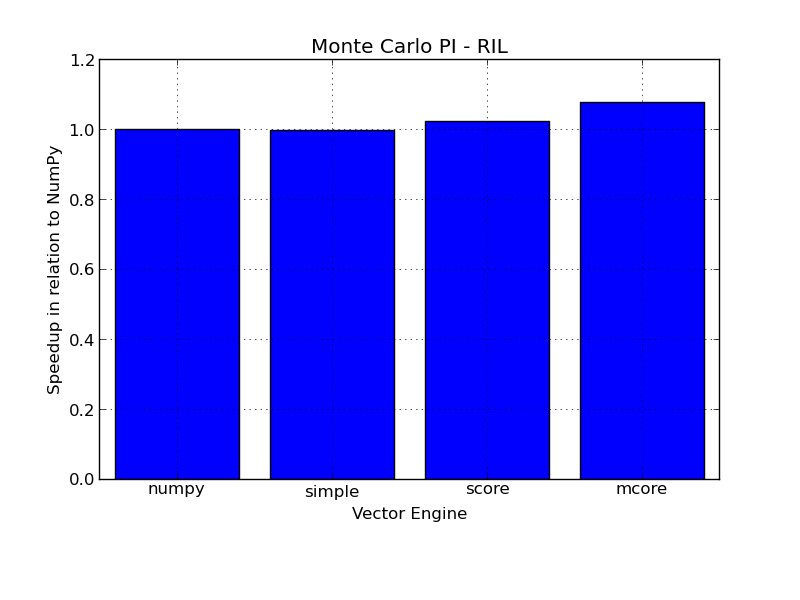 Monte Carlo PI - RIL
Speedup in relation to NumPy
1.2
1.0
0.8
0.6
0.4
0.2
0.0
numpy simple score mcore
Vector Engine